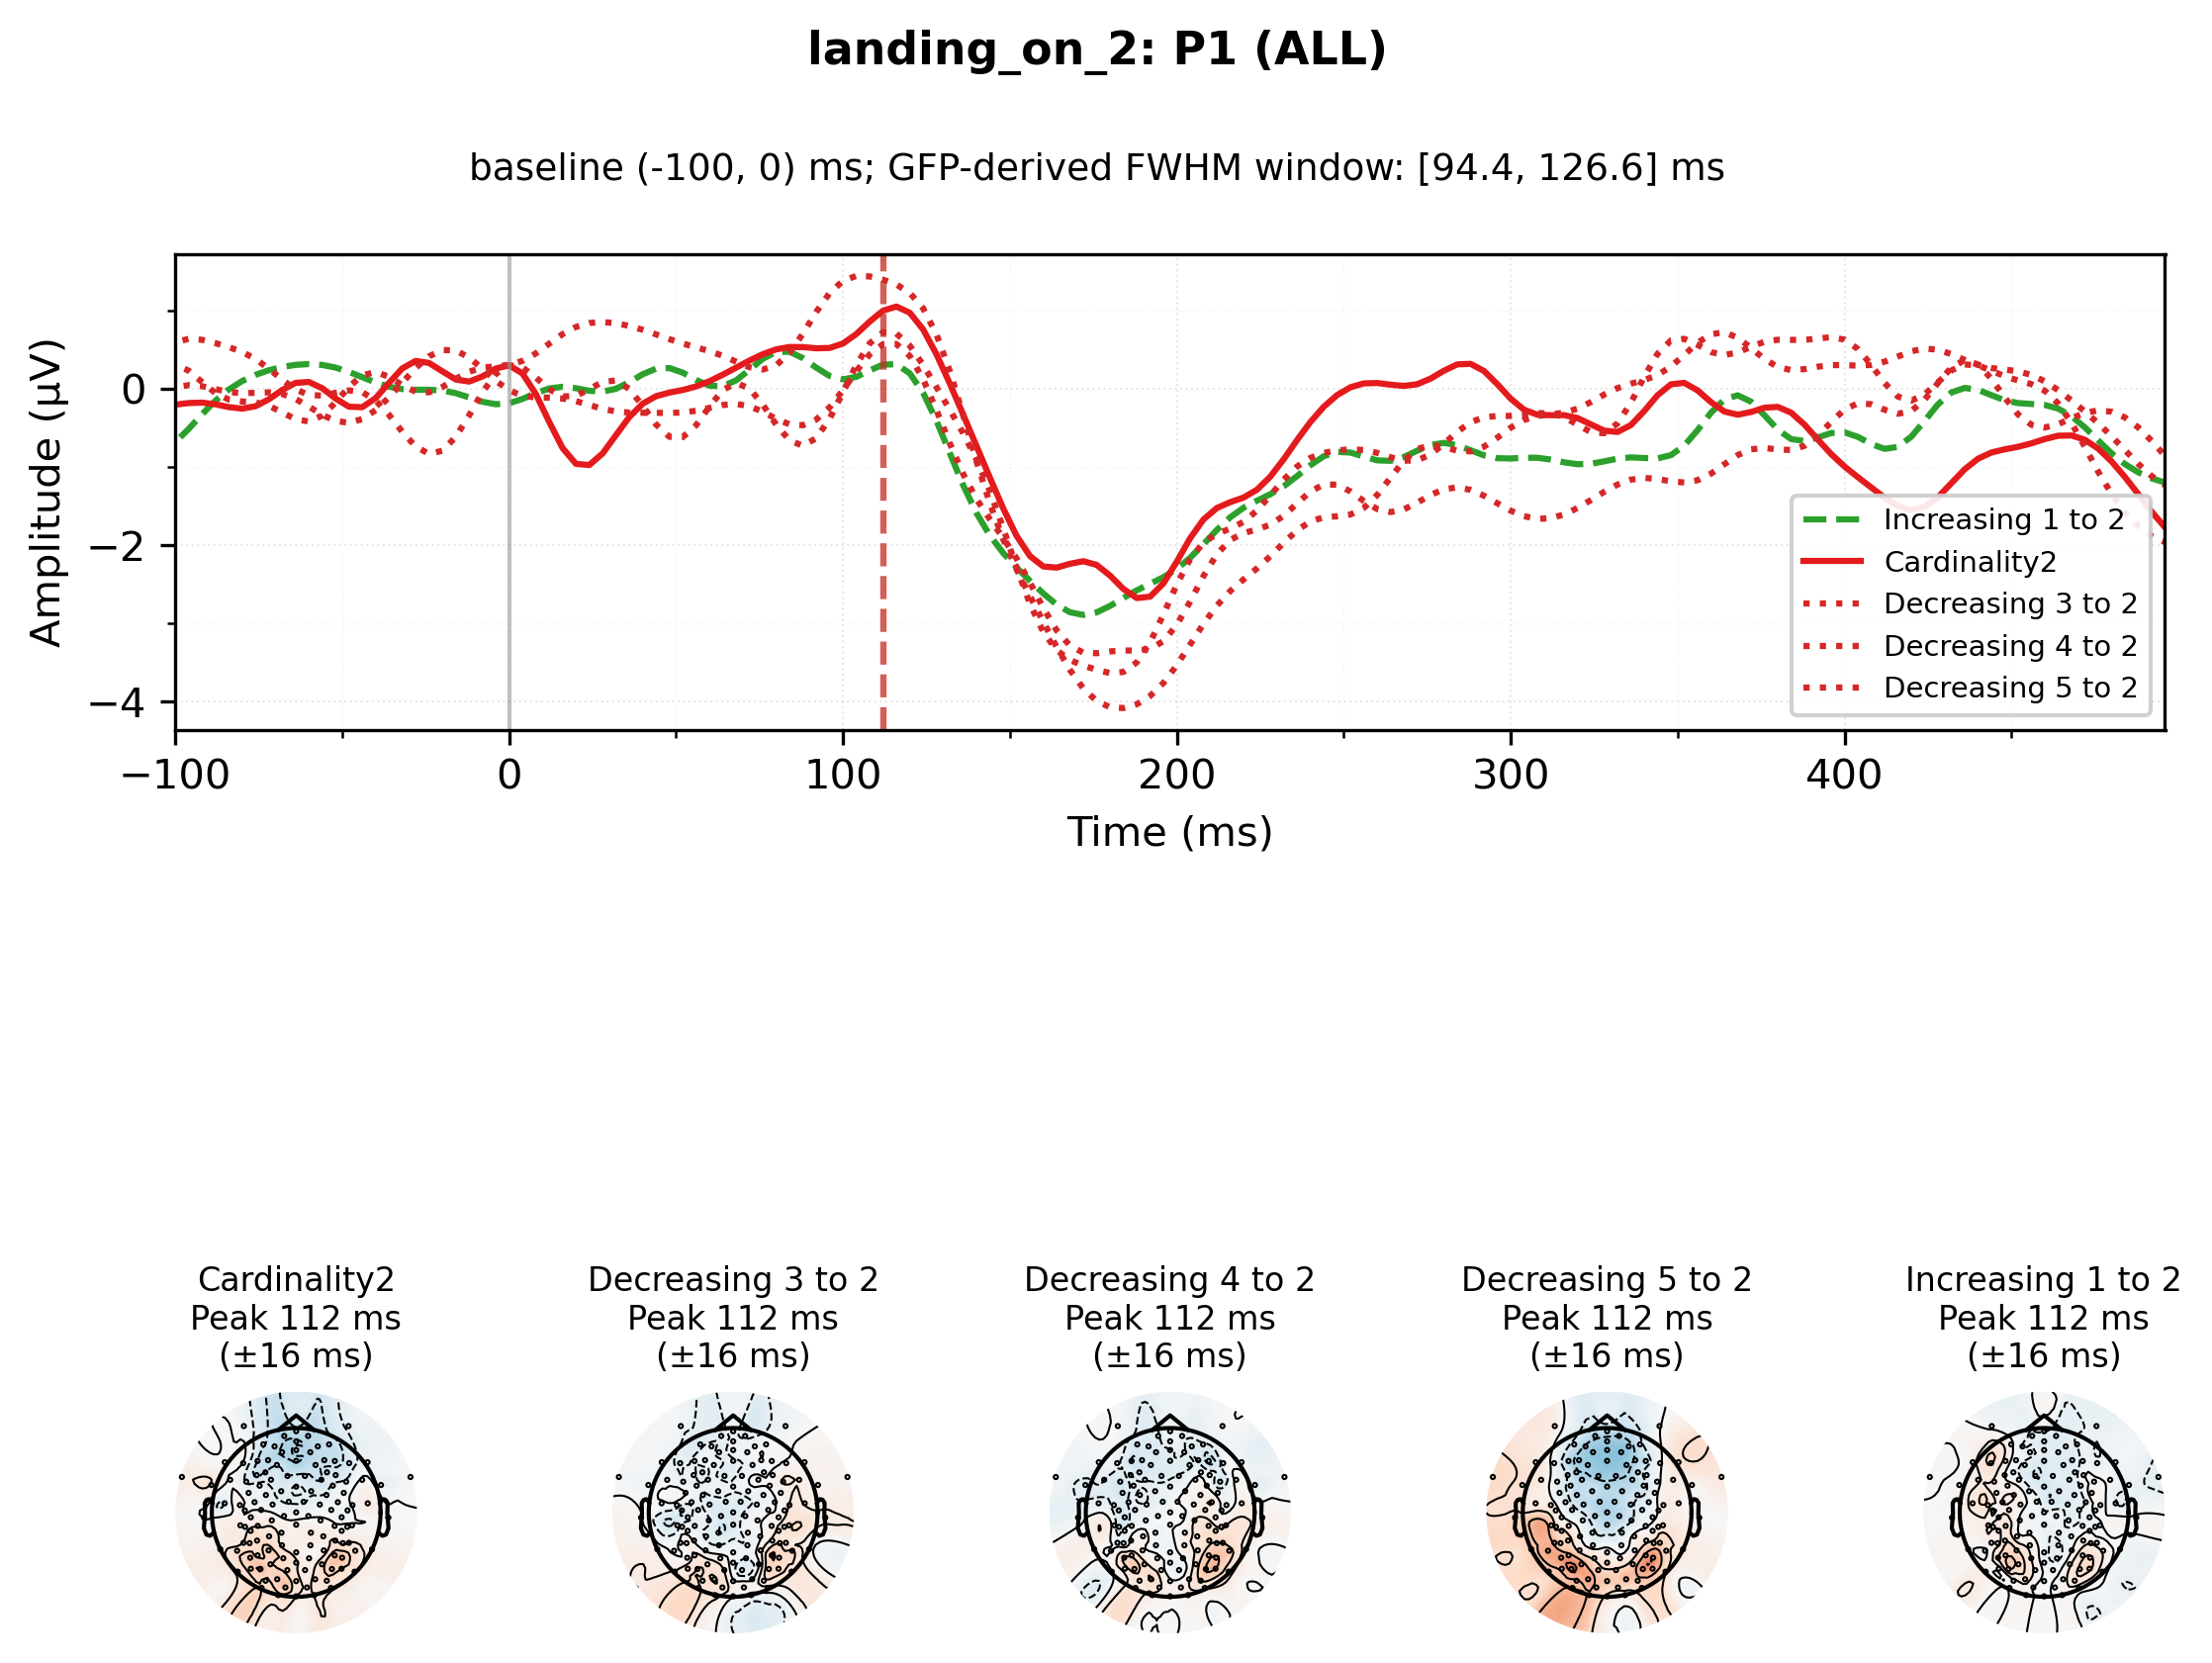 landing_on_2: P1 (ALL)
baseline (-100, 0) ms; GFP-derived FWHM window: [94.4, 126.6] ms
Amplitude (µV)
0
−2
−4
−100
0
100
200
300
400
Time (ms)
Increasing 1 to 2
Cardinality2
Decreasing 3 to 2
Decreasing 4 to 2
Decreasing 5 to 2
Cardinality2
Peak 112 ms
(±16 ms)
Decreasing 3 to 2
Peak 112 ms
(±16 ms)
Decreasing 4 to 2
Peak 112 ms
(±16 ms)
Decreasing 5 to 2
Peak 112 ms
(±16 ms)
Increasing 1 to 2
Peak 112 ms
(±16 ms)